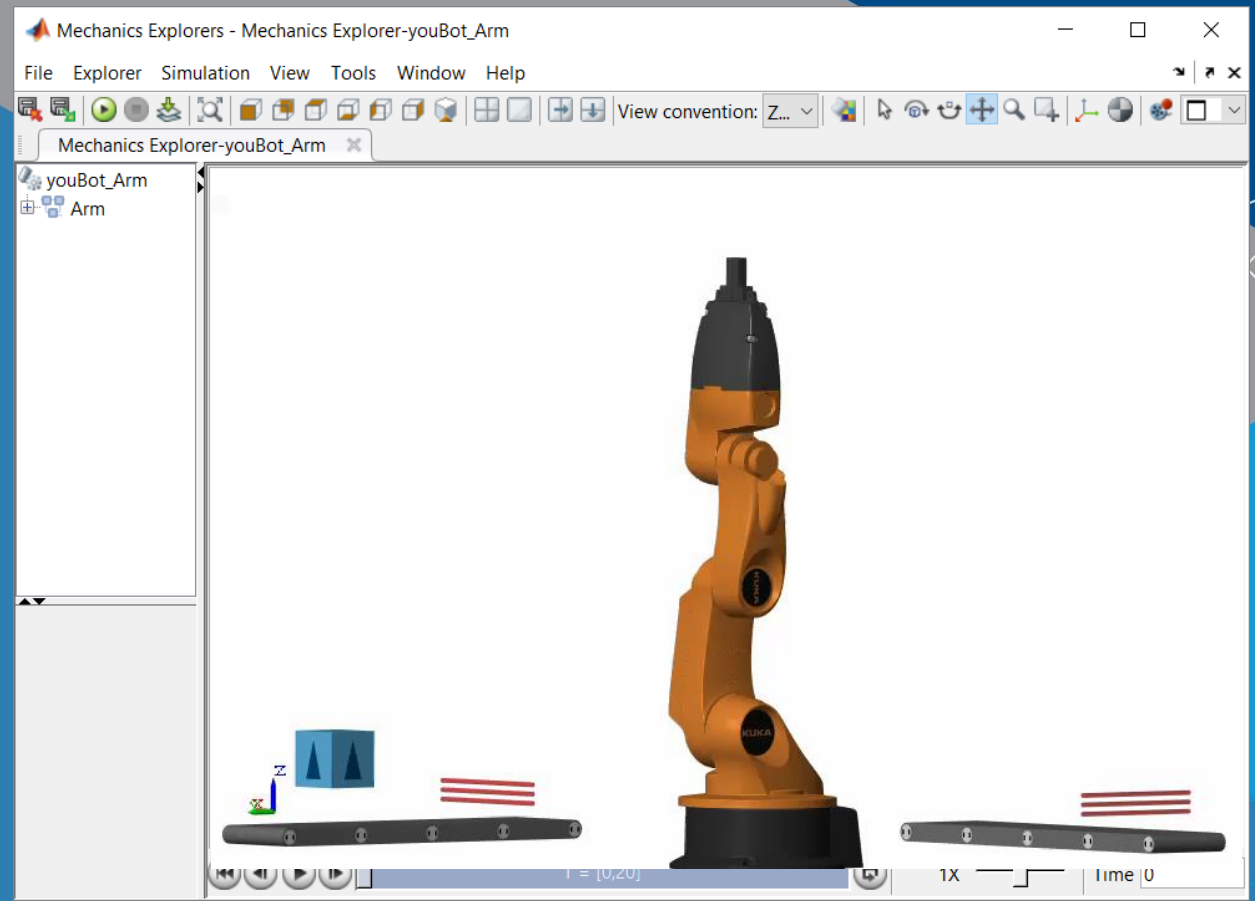 Mechanics Explorers - Mechanics Explorer-youBot_Arm
File Explorer Simulation View Tools Window Help
View convention: Z...
Mechanics Explorer-youBot_Arm
youBot_Arm
Arm
KUKA
KUKA
Z
X
T = [0,20]
1X
Time 0